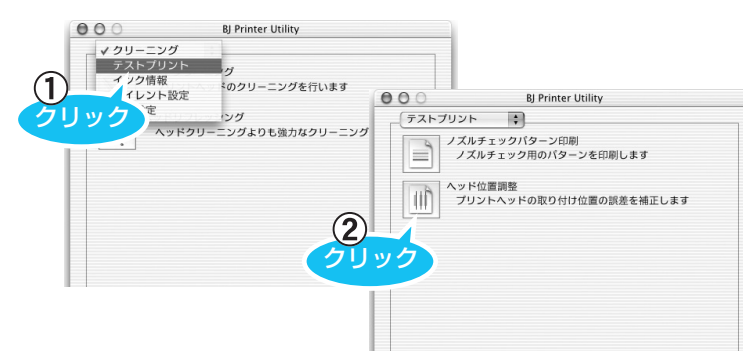 BJ Printer Utility
✓ クリーニング
テストプリント
インク情報
イレント設定
定
ング
ドのクリーニングを行います
ング
ヘッドクリーニングよりも強力なクリーニング
①
クリック
BJ Printer Utility
テストプリント
ノズルチェックパターン印刷
ノズルチェック用のパターンを印刷します
ヘッド位置調整
プリントヘッドの取り付け位置の誤差を補正します
②
クリック